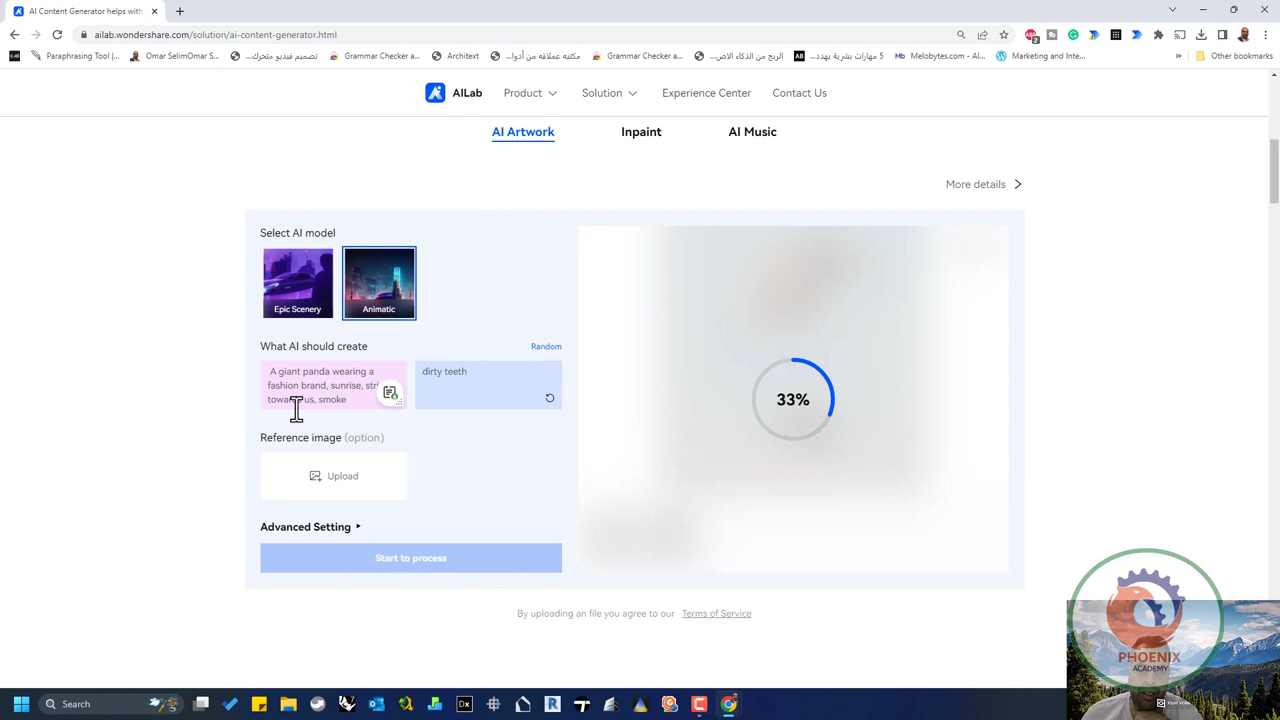 AI Content Generator helps with
ailab.wondershare.com/solution/ai-content-generator.html
Paraphrasing Tool |...
Omar SelimOmar S...
تصميم فيديو متحرك...
Grammar Checker a...
Architext
مكتبه عملاقه من أدوا...
Grammar Checker a...
الربح من الذكاء الاص...
5 مهارات بشرية يهدد...
Melobytes.com - AI...
Marketing and Inte...
Other bookmarks
AILab
Product
Solution
Experience Center
Contact Us
AI Artwork
Inpaint
AI Music
More details
Select AI model
Epic Scenery
Animatic
What AI should create
Random
A giant panda wearing a
fashion brand, sunrise,
us, smoke
dirty teeth
33%
Reference image (option)
Upload
Advanced Setting
Start to process
By uploading an file you agree to our Terms of Service
PHOENIX
ACADEMY
Search